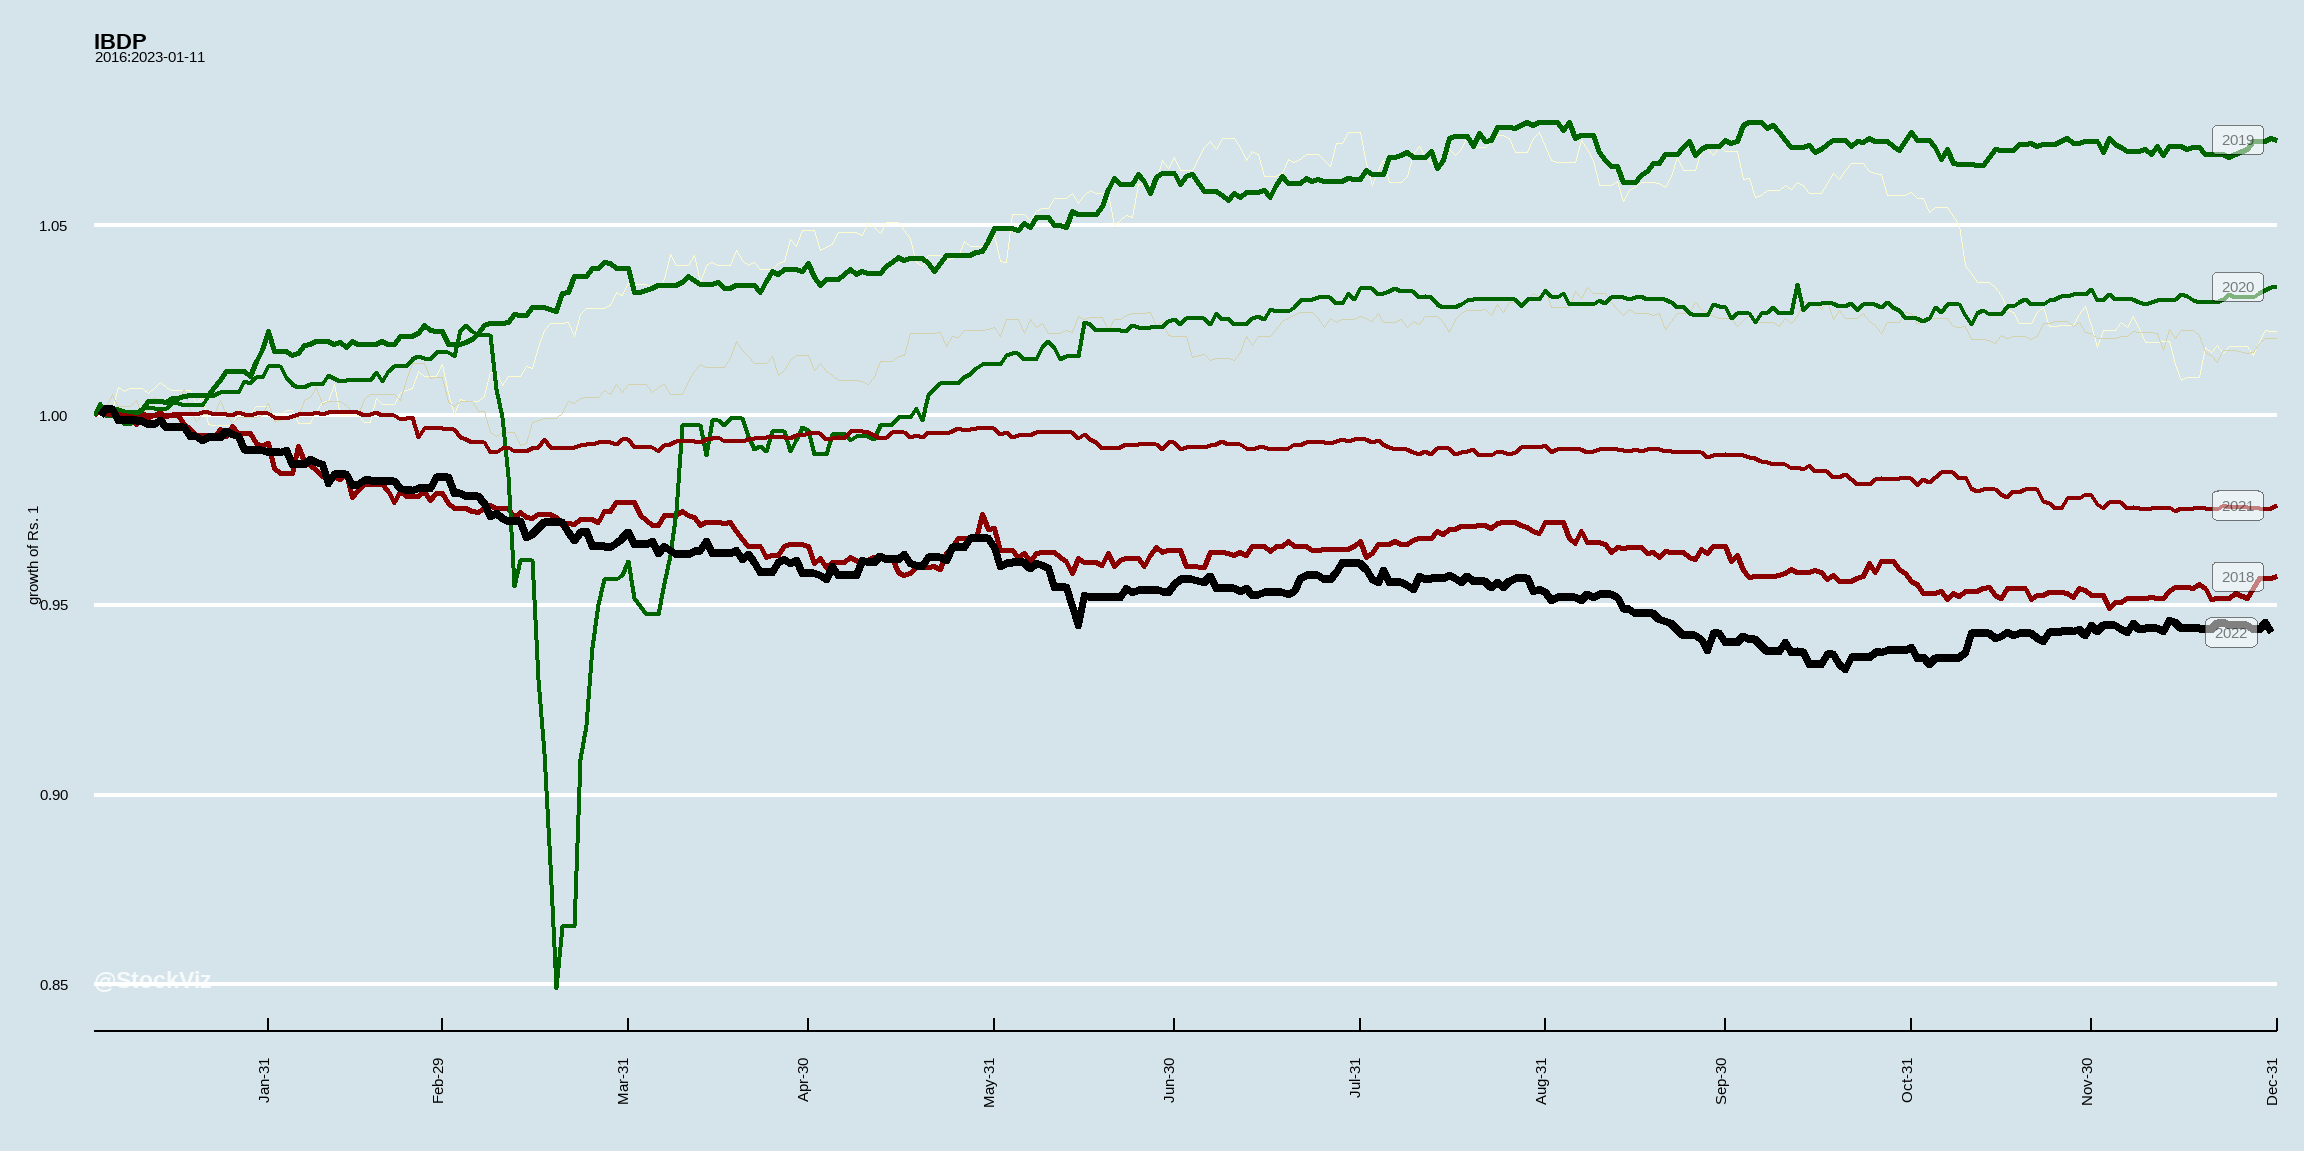 IBDP
2016:2023-01-11
growth of Rs. 1
1.05
1.00
0.95
0.90
0.85
2019
2020
2021
2018
2022
@StockViz
Jan-31
Feb-29
Mar-31
Apr-30
May-31
Jun-30
Jul-31
Aug-31
Sep-30
Oct-31
Nov-30
Dec-31